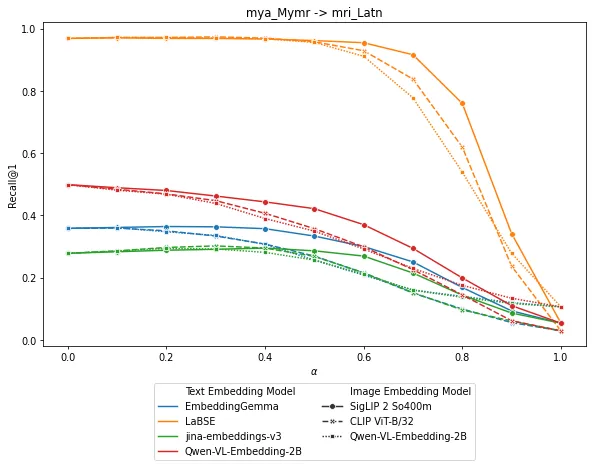 mya_Mymr -> mri_Latn
1.0
0.8
0.6
0.4
0.2
0.0
Recall@1
0.0 0.2 0.4 0.6 0.8 1.0
α
Text Embedding Model Image Embedding Model
EmbeddingGemma SigLIP 2 So400m
LaBSE CLIP ViT-B/32
jina-embeddings-v3 Qwen-VL-Embedding-2B
Qwen-VL-Embedding-2B